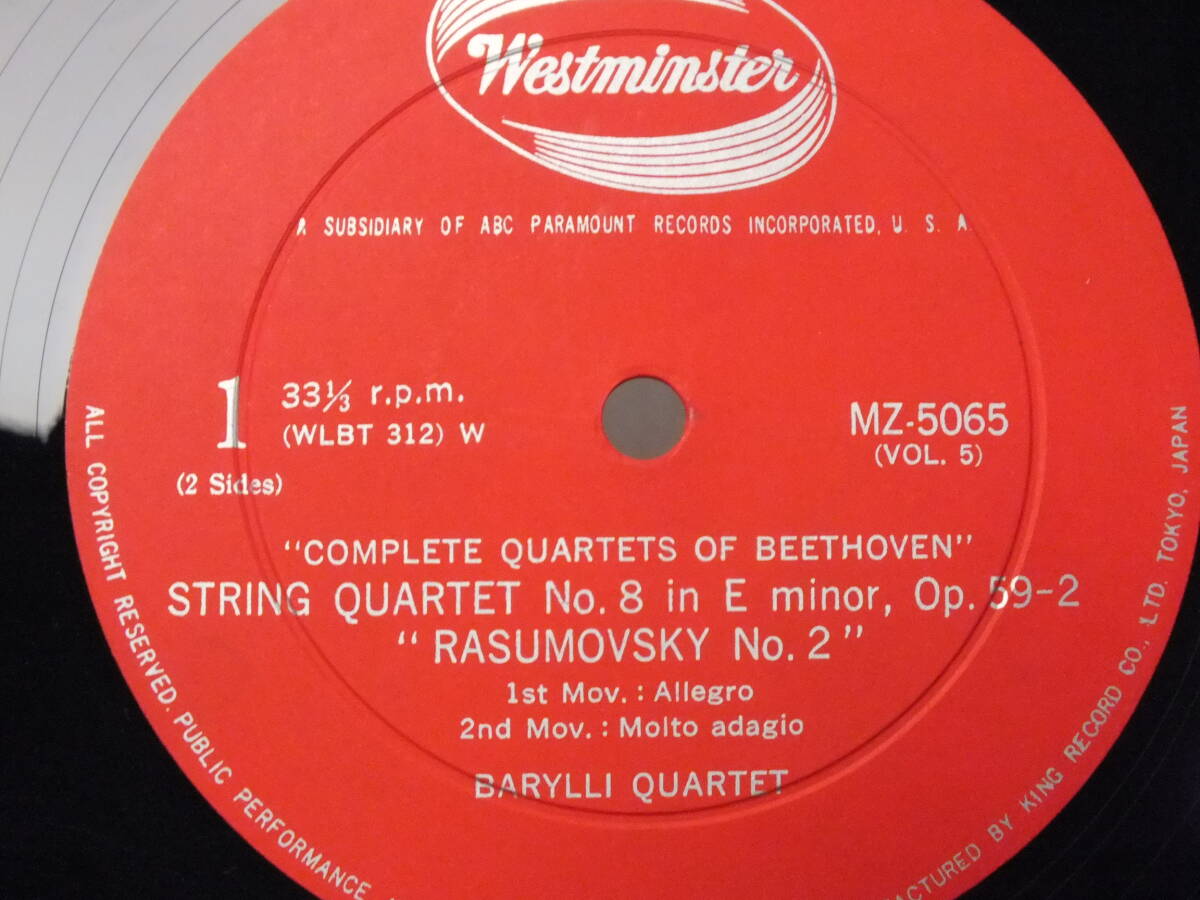 Westminster
A SUBSIDIARY OF ABC PARAMOUNT RECORDS INCORPORATED, U. S. A.
1
33⅓ r.p.m.
(WLBT 312) W
(2 Sides)
MZ-5065
(VOL. 5)
"COMPLETE QUARTETS OF BEETHOVEN"
STRING QUARTET No. 8 in E minor, Op. 59-2
"RASUMOVSKY No. 2"
1st Mov. : Allegro
2nd Mov. : Molto adagio
BARYLLI QUARTET
ALL COPYRIGHT RESERVED. PUBLIC PERFORMANCE
BY KING RECORD CO., LTD. TOKYO, JAPAN